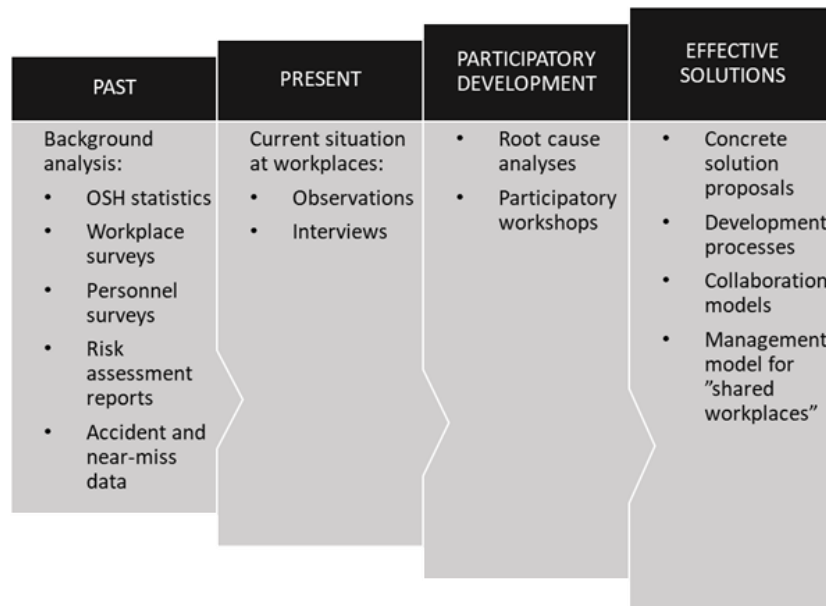 PAST
Background
analysis:
• OSH statistics
• Workplace
surveys
• Personnel
surveys
• Risk
assessment
reports
• Accident and
near-miss
data
PRESENT
Current situation
at workplaces:
• Observations
• Interviews
PARTICIPATORY
DEVELOPMENT
• Root cause
analyses
• Participatory
workshops
EFFECTIVE
SOLUTIONS
• Concrete
solution
proposals
• Development
processes
• Collaboration
models
• Management
model for
”shared
workplaces”